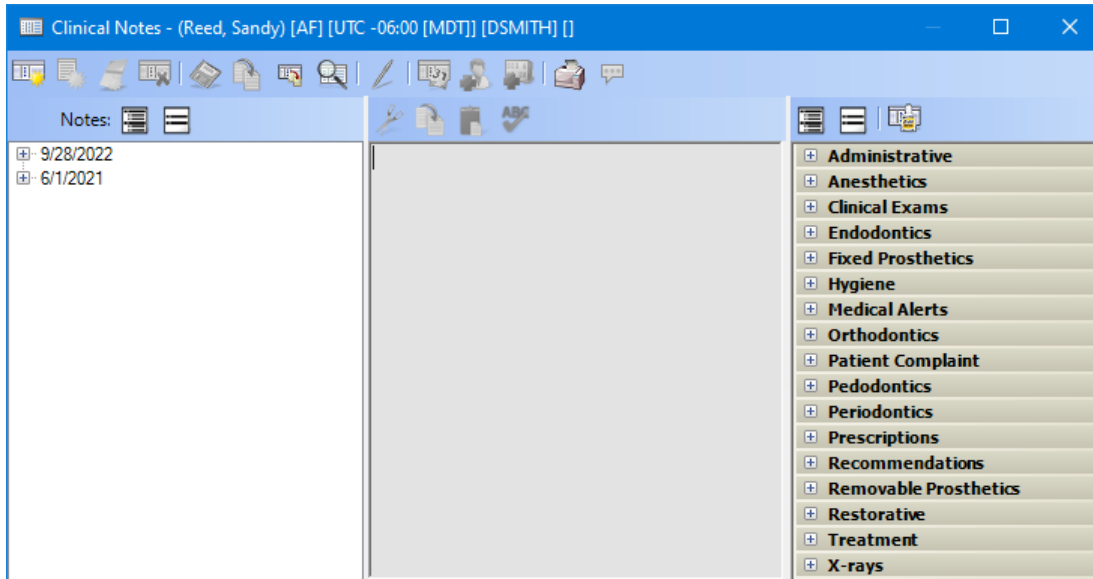 Clinical Notes - (Reed, Sandy) [AF] [UTC -06:00 [MDT]] [DSMITH] []
Notes:
ABC
9/28/2022
6/1/2021
Administrative
Anesthetics
Clinical Exams
Endodontics
Fixed Prosthetics
Hygiene
Medical Alerts
Orthodontics
Patient Complaint
Pedodontics
Periodontics
Prescriptions
Recommendations
Removable Prosthetics
Restorative
Treatment
X-rays